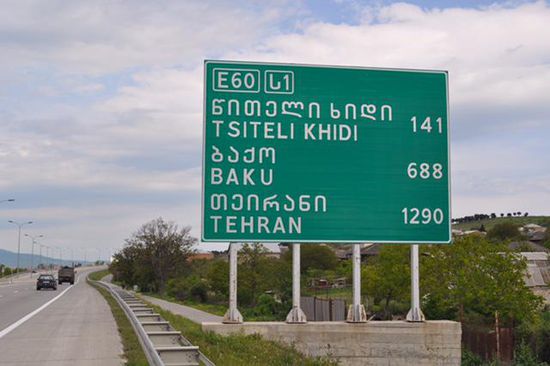 E60 ს1
წითელი ხიდი
TSITELI KHIDI 141
ბაქო
BAKU 688
თეირანი
TEHRAN 1290